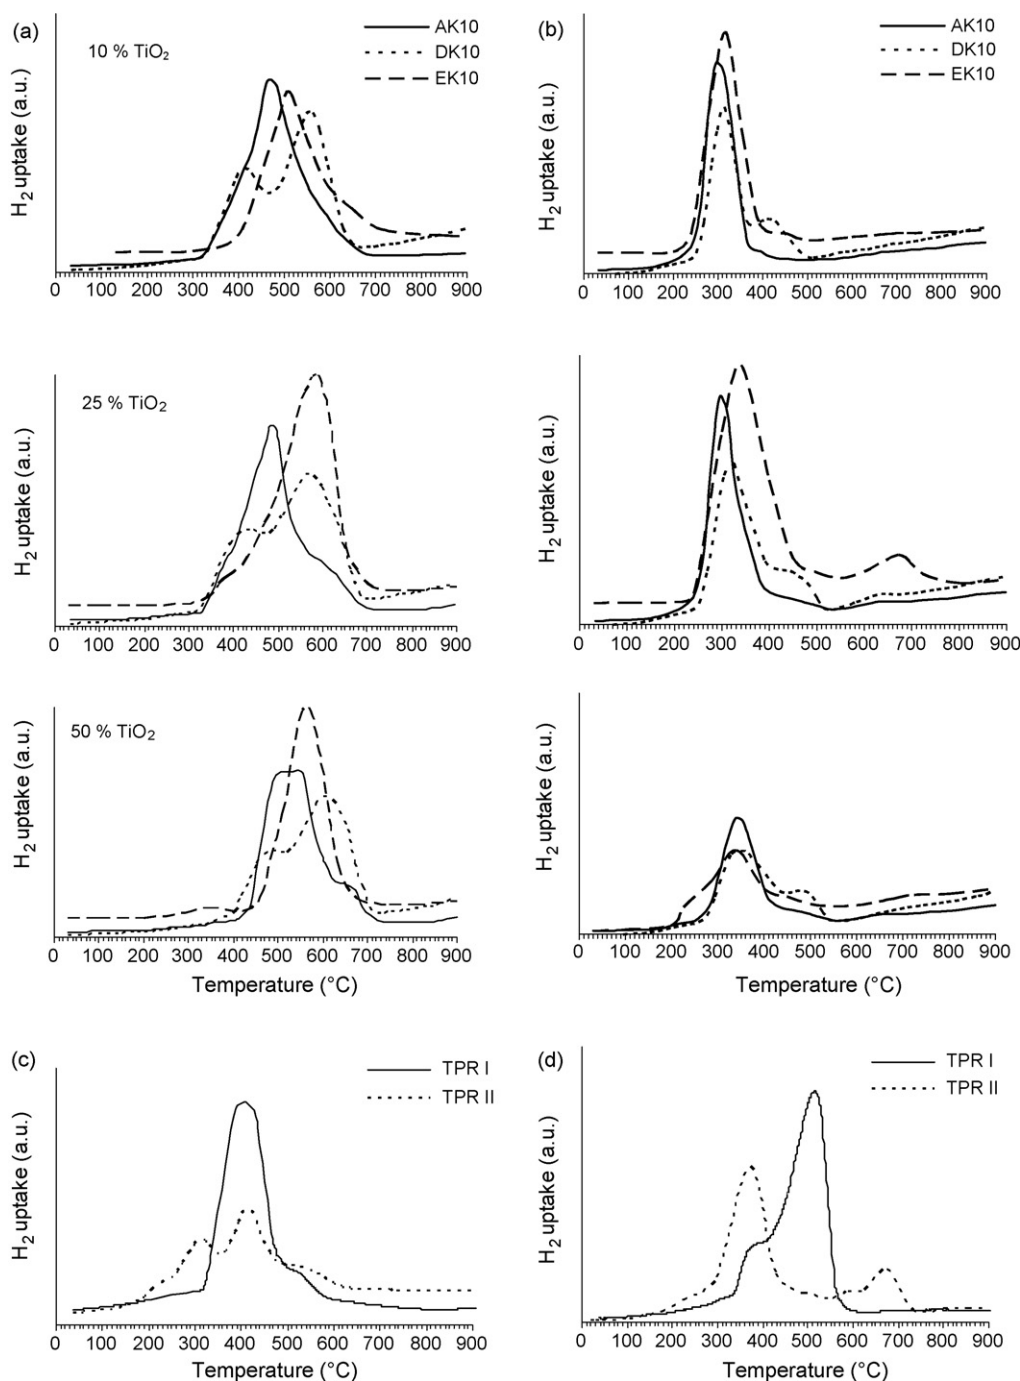 (a)
AK10
DK10
EK10
10 % TiO₂
H₂ uptake (a.u.)
0 100 200 300 400 500 600 700 800 900
(b)
AK10
DK10
EK10
H₂ uptake (a.u.)
0 100 200 300 400 500 600 700 800 900
25 % TiO₂
H₂ uptake (a.u.)
0 100 200 300 400 500 600 700 800 900
H₂ uptake (a.u.)
0 100 200 300 400 500 600 700 800 900
50 % TiO₂
H₂ uptake (a.u.)
0 100 200 300 400 500 600 700 800 900
Temperature (°C)
H₂ uptake (a.u.)
0 100 200 300 400 500 600 700 800 900
Temperature (°C)
(c)
TPR I
TPR II
H₂ uptake (a.u.)
0 100 200 300 400 500 600 700 800 900
Temperature (°C)
(d)
TPR I
TPR II
H₂ uptake (a.u.)
0 100 200 300 400 500 600 700 800 900
Temperature (°C)